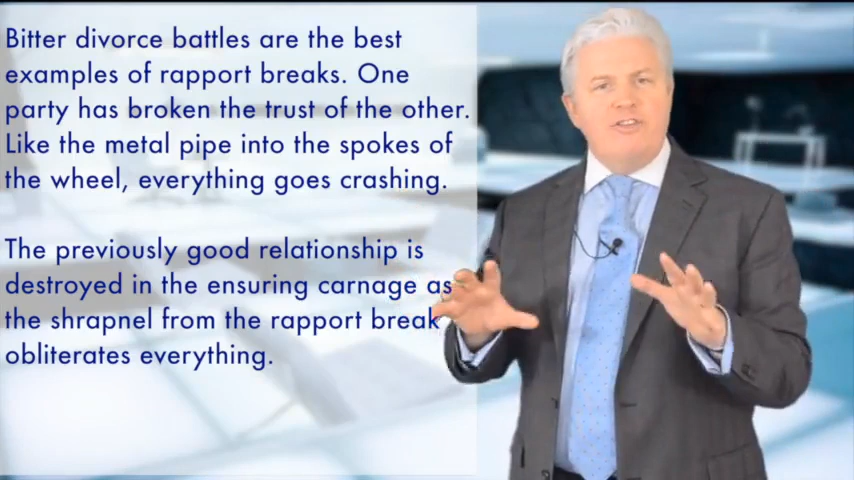 Bitter divorce battles are the best
examples of rapport breaks. One
party has broken the trust of the other.
Like the metal pipe into the spokes of
the wheel, everything goes crashing.
The previously good relationship is
destroyed in the ensuring carnage as
the shrapnel from the rapport break
obliterates everything.